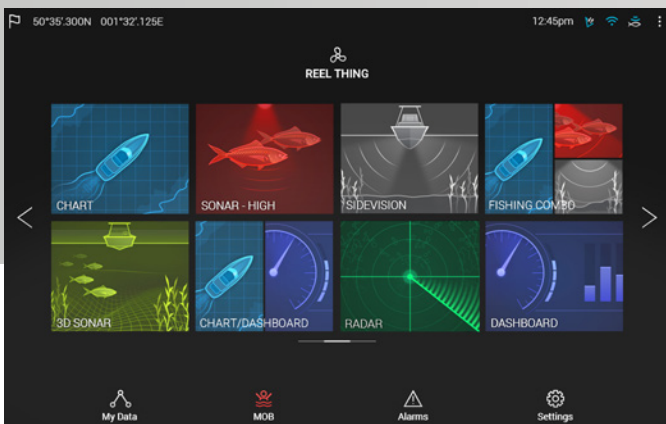 50°35'.300N 001°32'.125E
12:45pm
REEL THING
CHART
SONAR - HIGH
SIDEVISION
FISHING COMBO
3D SONAR
CHART/DASHBOARD
RADAR
DASHBOARD
My Data
MOB
Alarms
Settings